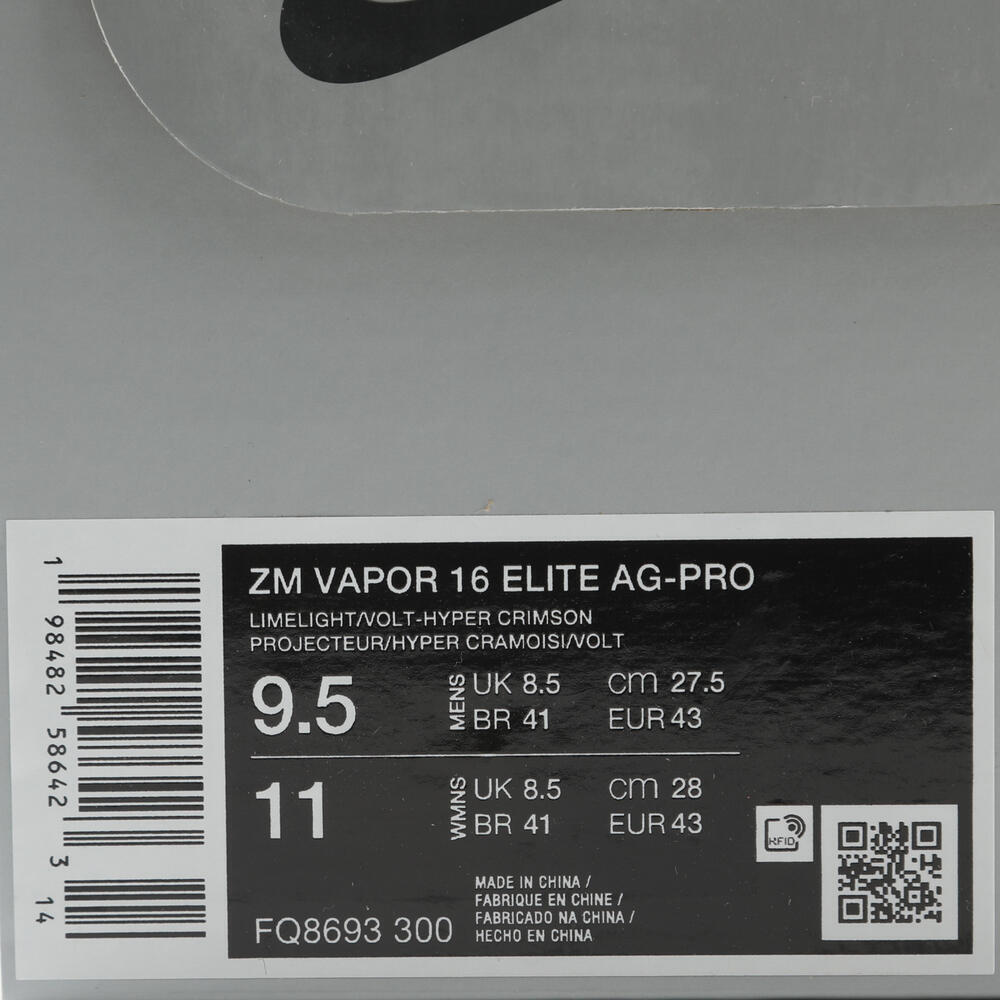 ZM VAPOR 16 ELITE AG-PRO
LIMELIGHT/VOLT-HYPER CRIMSON
PROJECTEUR/HYPER CRAMOISI/VOLT
9.5 MENS UK 8.5 cm 27.5
BR 41 EUR 43
11 WMNS UK 8.5 cm 28
BR 41 EUR 43
RFID
MADE IN CHINA /
FABRIQUE EN CHINE /
FABRICADO NA CHINA /
HECHO EN CHINA
FQ8693 300
1 98482 58642 3 14